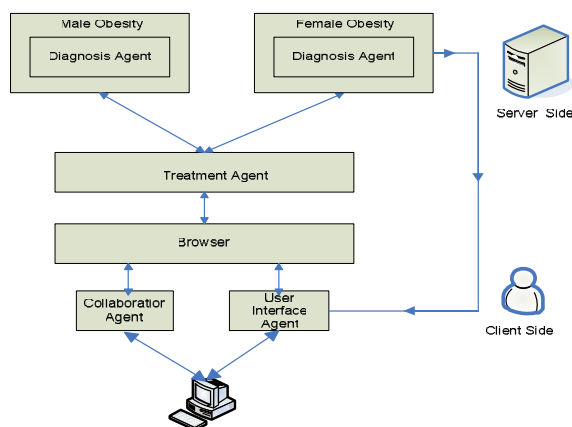 Male Obesity
Diagnosis Agent
Female Obesity
Diagnosis Agent
Server Side
Treatment Agent
Browser
Collaboration
Agent
User
Interface
Agent
Client Side